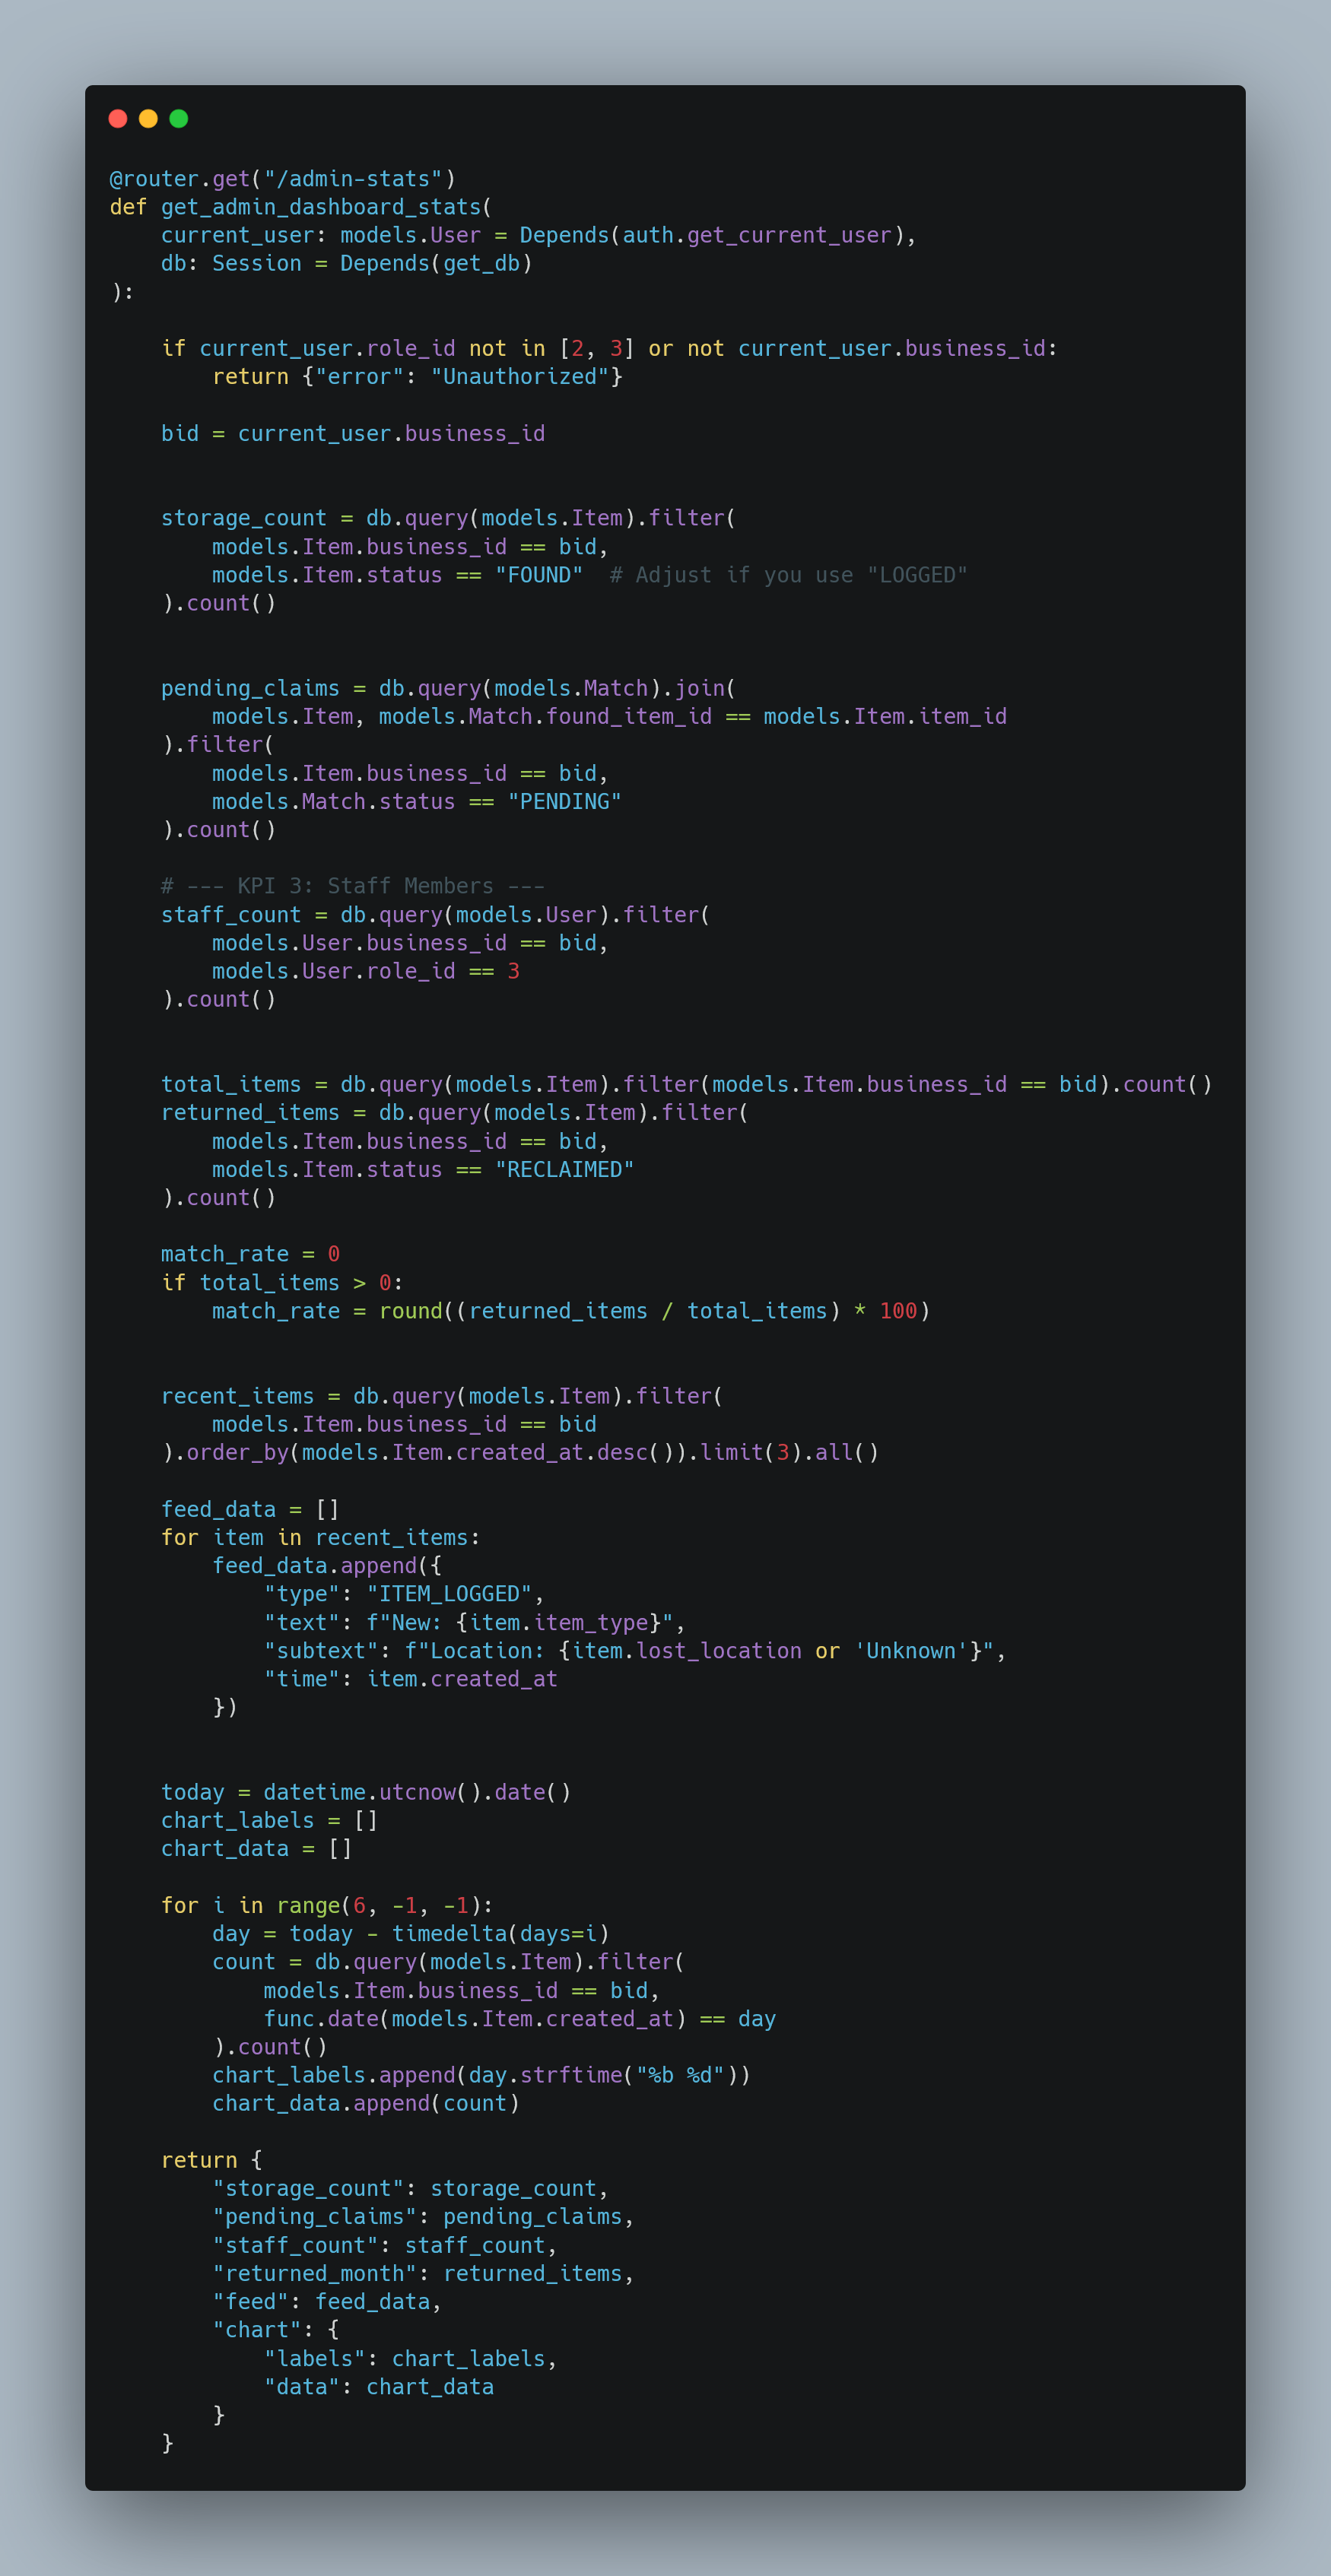 @router.get("/admin-stats")
def get_admin_dashboard_stats(
    current_user: models.User = Depends(auth.get_current_user),
    db: Session = Depends(get_db)
):

    if current_user.role_id not in [2, 3] or not current_user.business_id:
        return {"error": "Unauthorized"}

    bid = current_user.business_id


    storage_count = db.query(models.Item).filter(
        models.Item.business_id == bid,
        models.Item.status == "FOUND"  # Adjust if you use "LOGGED"
    ).count()


    pending_claims = db.query(models.Match).join(
        models.Item, models.Match.found_item_id == models.Item.item_id
    ).filter(
        models.Item.business_id == bid,
        models.Match.status == "PENDING"
    ).count()

    # --- KPI 3: Staff Members ---
    staff_count = db.query(models.User).filter(
        models.User.business_id == bid,
        models.User.role_id == 3
    ).count()


    total_items = db.query(models.Item).filter(models.Item.business_id == bid).count()
    returned_items = db.query(models.Item).filter(
        models.Item.business_id == bid,
        models.Item.status == "RECLAIMED"
    ).count()

    match_rate = 0
    if total_items > 0:
        match_rate = round((returned_items / total_items) * 100)


    recent_items = db.query(models.Item).filter(
        models.Item.business_id == bid
    ).order_by(models.Item.created_at.desc()).limit(3).all()

    feed_data = []
    for item in recent_items:
        feed_data.append({
            "type": "ITEM_LOGGED",
            "text": f"New: {item.item_type}",
            "subtext": f"Location: {item.lost_location or 'Unknown'}",
            "time": item.created_at
        })


    today = datetime.utcnow().date()
    chart_labels = []
    chart_data = []

    for i in range(6, -1, -1):
        day = today - timedelta(days=i)
        count = db.query(models.Item).filter(
            models.Item.business_id == bid,
            func.date(models.Item.created_at) == day
        ).count()
        chart_labels.append(day.strftime("%b %d"))
        chart_data.append(count)

    return {
        "storage_count": storage_count,
        "pending_claims": pending_claims,
        "staff_count": staff_count,
        "returned_month": returned_items,
        "feed": feed_data,
        "chart": {
            "labels": chart_labels,
            "data": chart_data
        }
    }